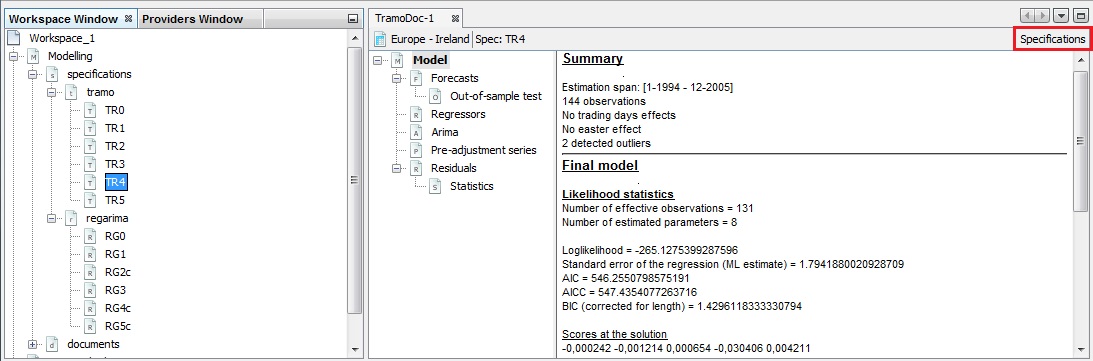 Workspace Window
Providers Window
Workspace_1
M Modelling
s specifications
t tramo
T TR0
T TR1
T TR2
T TR3
T TR4
T TR5
r regarima
R RG0
R RG1
R RG2c
R RG3
R RG4c
R RG5c
d documents
TramoDoc-1
Europe - Ireland Spec: TR4
Specifications
M Model
F Forecasts
O Out-of-sample test
R Regressors
A Arima
P Pre-adjustment series
R Residuals
S Statistics
Summary
Estimation span: [1-1994 - 12-2005]
144 observations
No trading days effects
No easter effect
2 detected outliers
Final model
Likelihood statistics
Number of effective observations = 131
Number of estimated parameters = 8
Loglikelihood = -265.1275399287596
Standard error of the regression (ML estimate) = 1.7941880020928709
AIC = 546.2550798575191
AICC = 547.4354077263716
BIC (corrected for length) = 1.4296118333330794
Scores at the solution
-0,000242 -0,001214 0,000654 -0,030406 0,004211